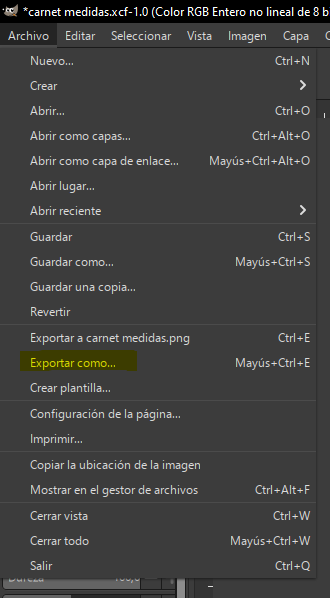 *carnet medidas.xcf-1.0 (Color RGB Entero no lineal de 8 b
Archivo Editar Seleccionar Vista Imagen Capa C
Nuevo... Ctrl+N
Crear
Abrir... Ctrl+O
Abrir como capas... Ctrl+Alt+O
Abrir como capa de enlace... Mayús+Ctrl+Alt+O
Abrir lugar...
Abrir reciente
Guardar Ctrl+S
Guardar como... Mayús+Ctrl+S
Guardar una copia...
Revertir
Exportar a carnet medidas.png Ctrl+E
Exportar como... Mayús+Ctrl+E
Crear plantilla...
Configuración de la página...
Imprimir...
Copiar la ubicación de la imagen
Mostrar en el gestor de archivos Ctrl+Alt+F
Cerrar vista Ctrl+W
Cerrar todo Mayús+Ctrl+W
Salir Ctrl+Q
Dureza 100,0